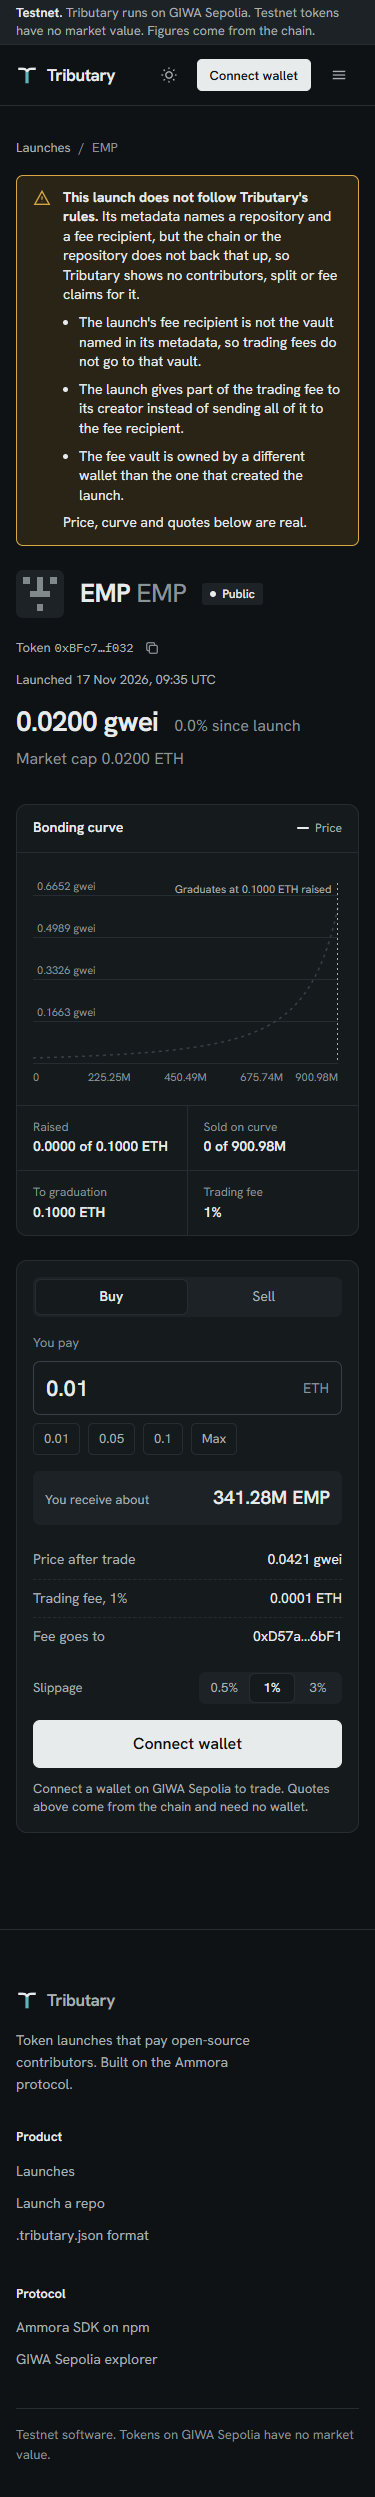 Testnet. Tributary runs on GIWA Sepolia. Testnet tokens
have no market value. Figures come from the chain.
Tributary
Connect wallet
Launches / EMP
This launch does not follow Tributary's
rules. Its metadata names a repository and
a fee recipient, but the chain or the
repository does not back that up, so
Tributary shows no contributors, split or fee
claims for it.
• The launch's fee recipient is not the vault
named in its metadata, so trading fees do
not go to that vault.
• The launch gives part of the trading fee to
its creator instead of sending all of it to
the fee recipient.
• The fee vault is owned by a different
wallet than the one that created the
launch.
Price, curve and quotes below are real.
EMP EMP
Public
Token 0xBFc7…f032
Launched 17 Nov 2026, 09:35 UTC
0.0200 gwei 0.0% since launch
Market cap 0.0200 ETH
Bonding curve
Price
0.6652 gwei
Graduates at 0.1000 ETH raised
0.4989 gwei
0.3326 gwei
0.1663 gwei
0 225.25M 450.49M 675.74M 900.98M
Raised
0.0000 of 0.1000 ETH
Sold on curve
0 of 900.98M
To graduation
0.1000 ETH
Trading fee
1%
Buy
Sell
You pay
0.01 ETH
0.01 0.05 0.1 Max
You receive about 341.28M EMP
Price after trade 0.0421 gwei
Trading fee, 1% 0.0001 ETH
Fee goes to 0xD57a…6bF1
Slippage 0.5% 1% 3%
Connect wallet
Connect a wallet on GIWA Sepolia to trade. Quotes
above come from the chain and need no wallet.
Tributary
Token launches that pay open-source
contributors. Built on the Ammora
protocol.
Product
Launches
Launch a repo
.tributary.json format
Protocol
Ammora SDK on npm
GIWA Sepolia explorer
Testnet software. Tokens on GIWA Sepolia have no market
value.